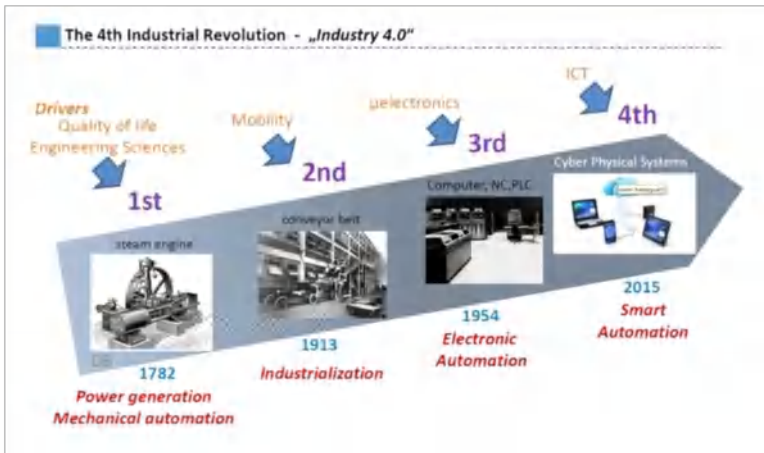 The 4th Industrial Revolution - „Industry 4.0"
Drivers
Quality of life
Engineering Sciences
1st
steam engine
1782
Power generation
Mechanical automation
Mobility
2nd
conveyor belt
1913
Industrialization
µelectronics
3rd
Computer, NC,PLC
1954
Electronic
Automation
ICT
4th
Cyber Physical Systems
2015
Smart
Automation